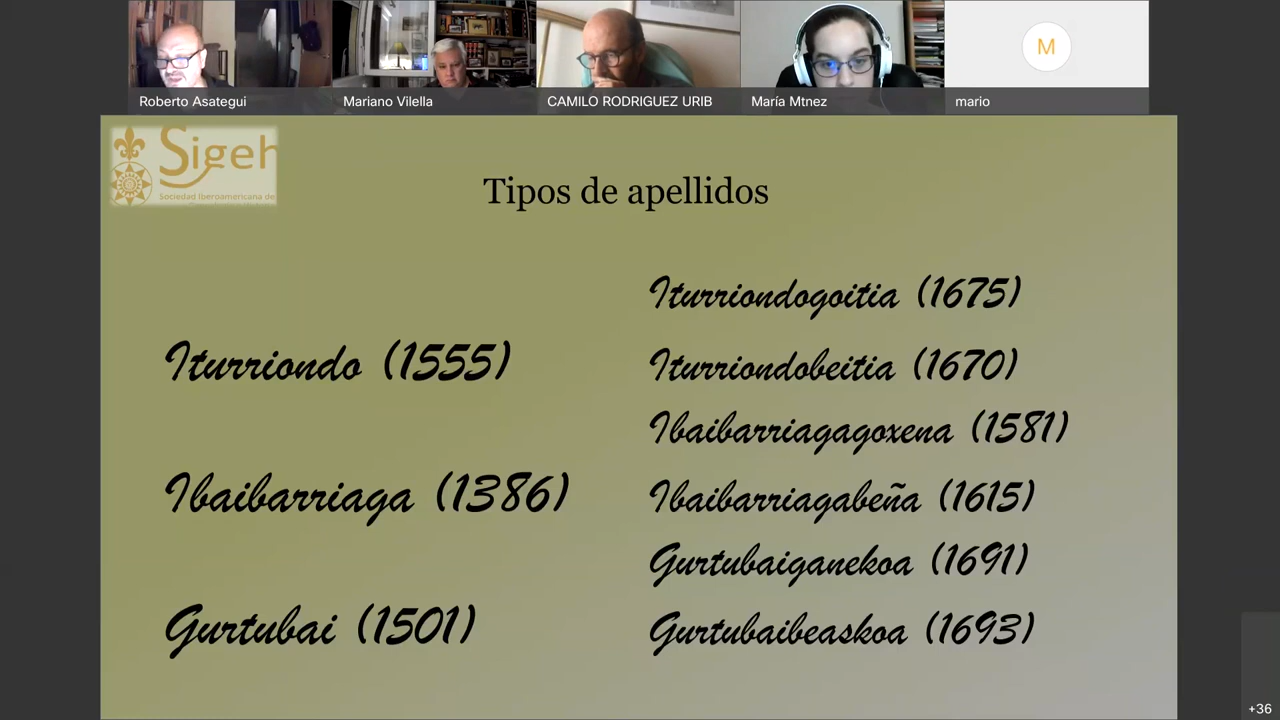 Roberto Asategui
Mariano Vilella
CAMILO RODRIGUEZ URIB
María Mtnez
M
mario
Sigeh
Sociedad Iberoamericana de
Tipos de apellidos
Iturriondo (1555)
Iturriondogoitia (1675)
Iturriondobeitia (1670)
Ibaibarriaga (1386)
Ibaibarriagagoxena (1581)
Ibaibarriagabeña (1615)
Gurtubai (1501)
Gurtubaiganekoa (1691)
Gurtubaibeaskoa (1693)
+36